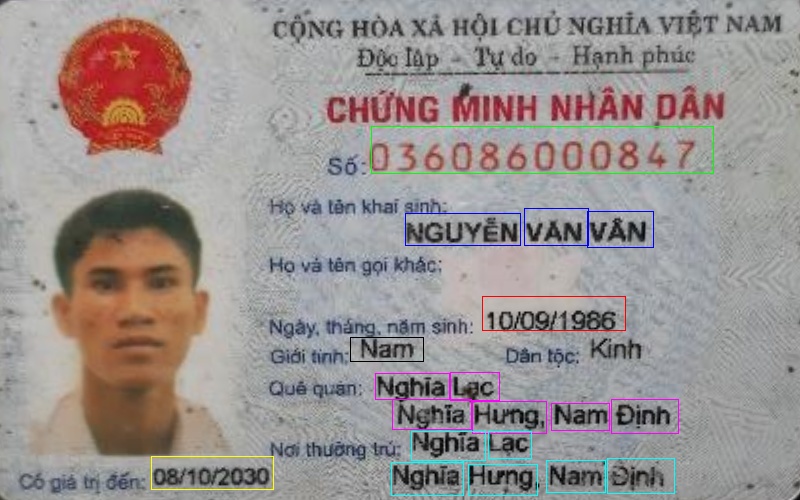 CỘNG HÒA XÃ HỘI CHỦ NGHĨA VIỆT NAM
Độc lập - Tự do - Hạnh phúc
CHỨNG MINH NHÂN DÂN
Số: 036086000847
Họ và tên khai sinh:
NGUYỄN VĂN VÂN
Họ và tên gọi khác:
Ngày, tháng, năm sinh: 10/09/1986
Giới tính: Nam Dân tộc: Kinh
Quê quán: Nghĩa Lạc
Nghĩa Hưng, Nam Định
Nơi thường trú: Nghĩa Lạc
Nghĩa Hưng, Nam Định
Có giá trị đến: 08/10/2030